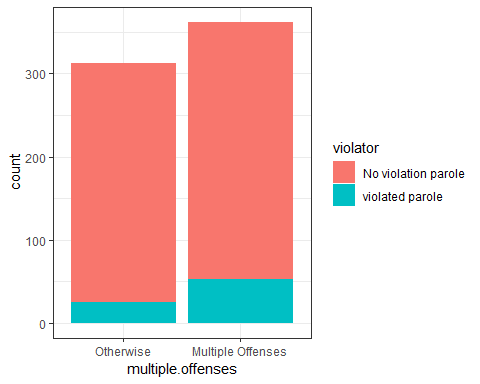 count
300
200
100
0
Otherwise
Multiple Offenses
multiple.offenses
violator
No violation parole
violated parole